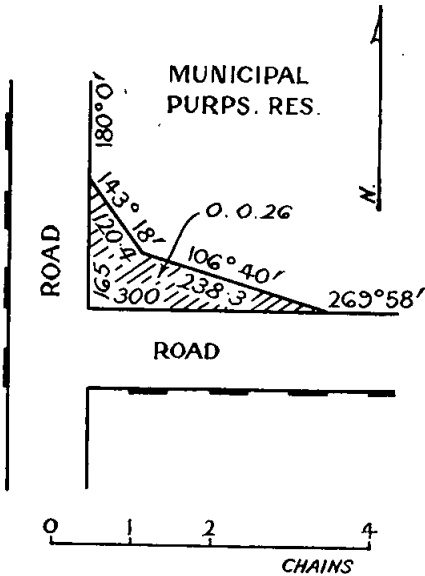 MUNICIPAL
PURPS. RES.
180°0′
N.
143° 18′
0.0.26
120·4
106° 40′
ROAD
165
238·3
300
269°58′
ROAD
0 1 2 4
CHAINS